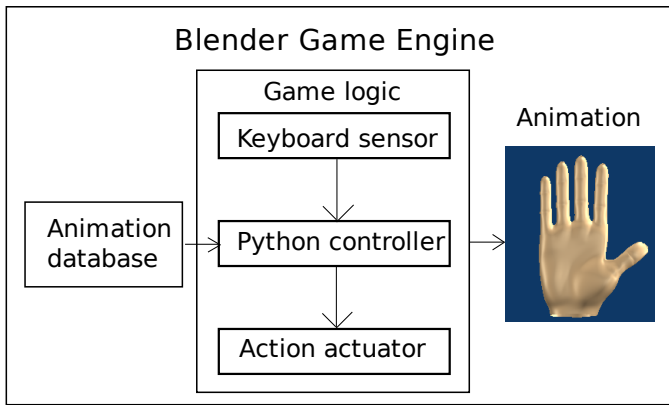 Blender Game Engine
Game logic
Keyboard sensor
Animation
Animation
database
Python controller
Action actuator